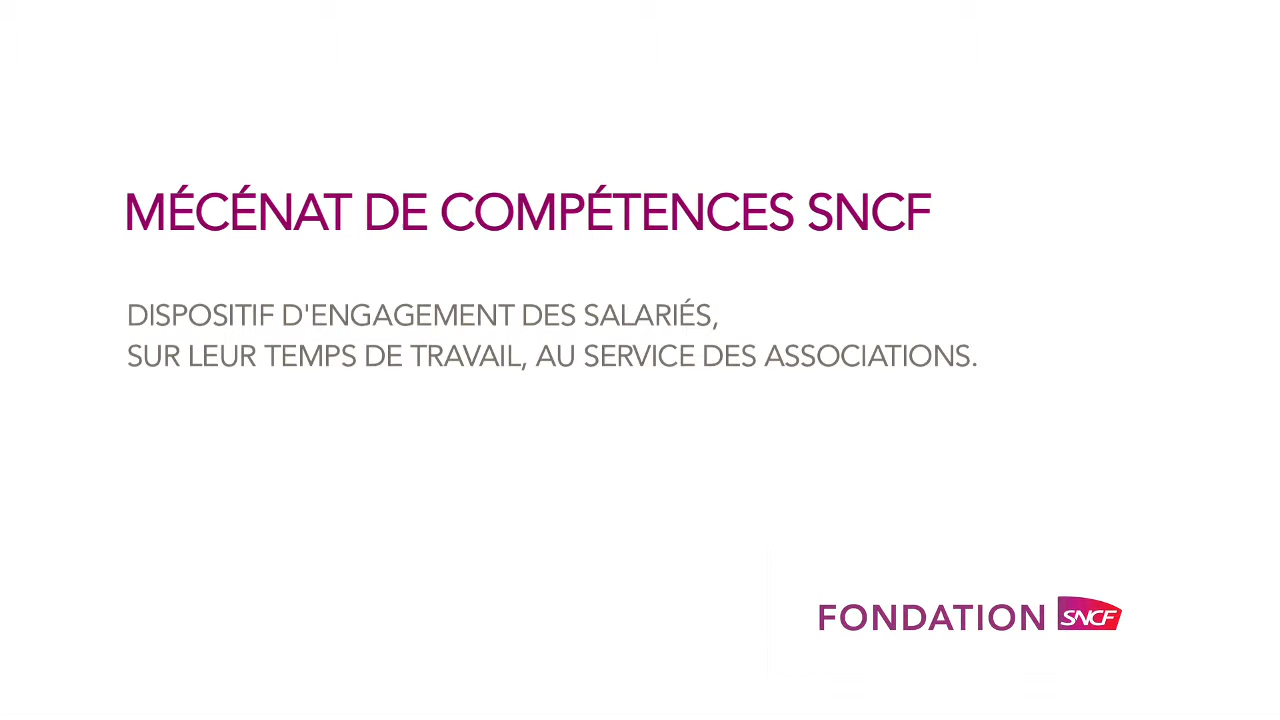 MÉCÉNAT DE COMPÉTENCES SNCF
DISPOSITIF D'ENGAGEMENT DES SALARIÉS,
SUR LEUR TEMPS DE TRAVAIL, AU SERVICE DES ASSOCIATIONS.
FONDATION SNCF